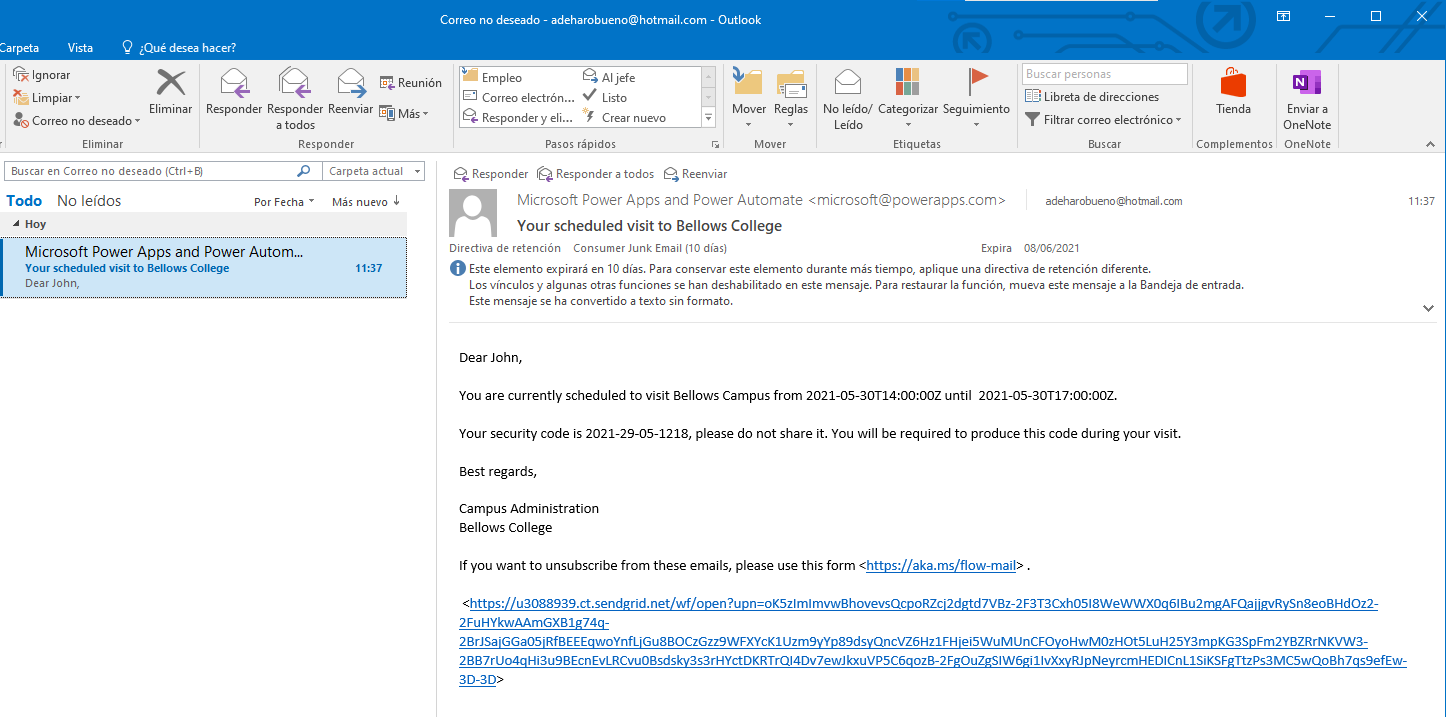 Correo no deseado - adeharobueno@hotmail.com - Outlook
Carpeta Vista ¿Qué desea hacer?
Ignorar
Limpiar
Correo no deseado
Eliminar
Eliminar
Responder
Responder a todos
Reenviar
Reunión
Más
Responder
Empleo
Correo electrón...
Responder y eli...
Al jefe
Listo
Crear nuevo
Pasos rápidos
Mover
Reglas
Mover
No leído/ Leído
Categorizar
Seguimiento
Etiquetas
Buscar personas
Libreta de direcciones
Filtrar correo electrónico
Buscar
Tienda
Complementos
Enviar a OneNote
OneNote
Buscar en Correo no deseado (Ctrl+B)
Carpeta actual
Todo No leídos
Por Fecha Más nuevo
Hoy
Microsoft Power Apps and Power Autom...
Your scheduled visit to Bellows College 11:37
Dear John,
Responder Responder a todos Reenviar
Microsoft Power Apps and Power Automate <microsoft@powerapps.com> adeharobueno@hotmail.com 11:37
Your scheduled visit to Bellows College
Directiva de retención Consumer Junk Email (10 días) Expira 08/06/2021
Este elemento expirará en 10 días. Para conservar este elemento durante más tiempo, aplique una directiva de retención diferente.
Los vínculos y algunas otras funciones se han deshabilitado en este mensaje. Para restaurar la función, mueva este mensaje a la Bandeja de entrada.
Este mensaje se ha convertido a texto sin formato.
Dear John,
You are currently scheduled to visit Bellows Campus from 2021-05-30T14:00:00Z until  2021-05-30T17:00:00Z.
Your security code is 2021-29-05-1218, please do not share it. You will be required to produce this code during your visit.
Best regards,
Campus Administration
Bellows College
If you want to unsubscribe from these emails, please use this form <https://aka.ms/flow-mail> .
<https://u3088939.ct.sendgrid.net/wf/open?upn=oK5zImImvwBhovevsQcpoRZcj2dgtd7VBz-2F3T3Cxh05I8WeWWX0q6IBu2mgAFQajjgvRySn8eoBHdOz2-
2FuHYkwAAmGXB1g74q-
2BrJSajGGa05jRfBEEEqwoYnfLjGu8BOCzGzz9WFXYcK1Uzm9yYp89dsyQncVZ6Hz1FHjei5WuMUnCFOyoHwM0zHOt5LuH25Y3mpKG3SpFm2YBZRrNKVW3-
2BB7rUo4qHi3u9BEcnEvLRCvu0Bsdsky3s3rHYctDKRTrQI4Dv7ewJkxuVP5C6qozB-2FgOuZgSIW6gi1IvXxyRJpNeyrcmHEDICnL1SiKSFgTtzPs3MC5wQoBh7qs9efEw-
3D-3D>